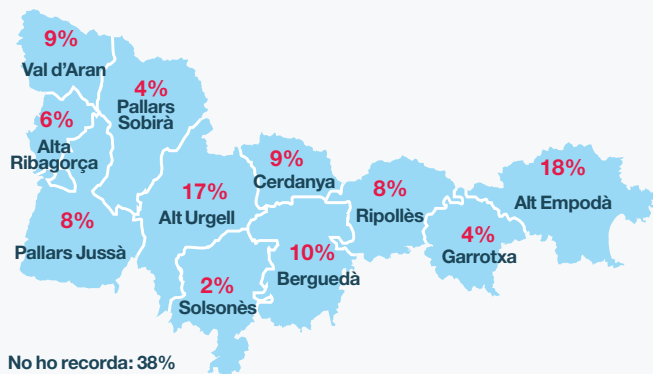 9%
Val d'Aran
4%
Pallars
Sobirà
6%
Alta
Ribagorça
9%
Cerdanya
17%
Alt Urgell
8%
Ripollès
18%
Alt Empodà
8%
Pallars Jussà
4%
Garrotxa
10%
Berguedà
2%
Solsonès
No ho recorda: 38%